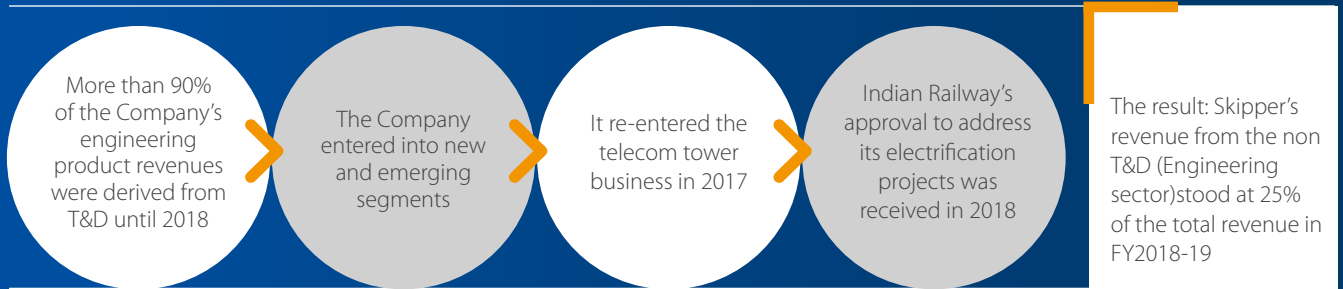 More than 90%
of the Company's
engineering
product revenues
were derived from
T&D until 2018
The Company
entered into new
and emerging
segments
It re-entered the
telecom tower
business in 2017
Indian Railway's
approval to address
its electrification
projects was
received in 2018
The result: Skipper's
revenue from the non
T&D (Engineering
sector)stood at 25%
of the total revenue in
FY2018-19